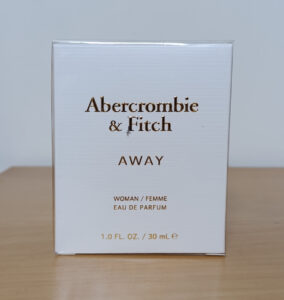 Abercrombie
& Fitch
AWAY
WOMAN / FEMME
EAU DE PARFUM
1.0 FL. OZ. / 30 mL ℮